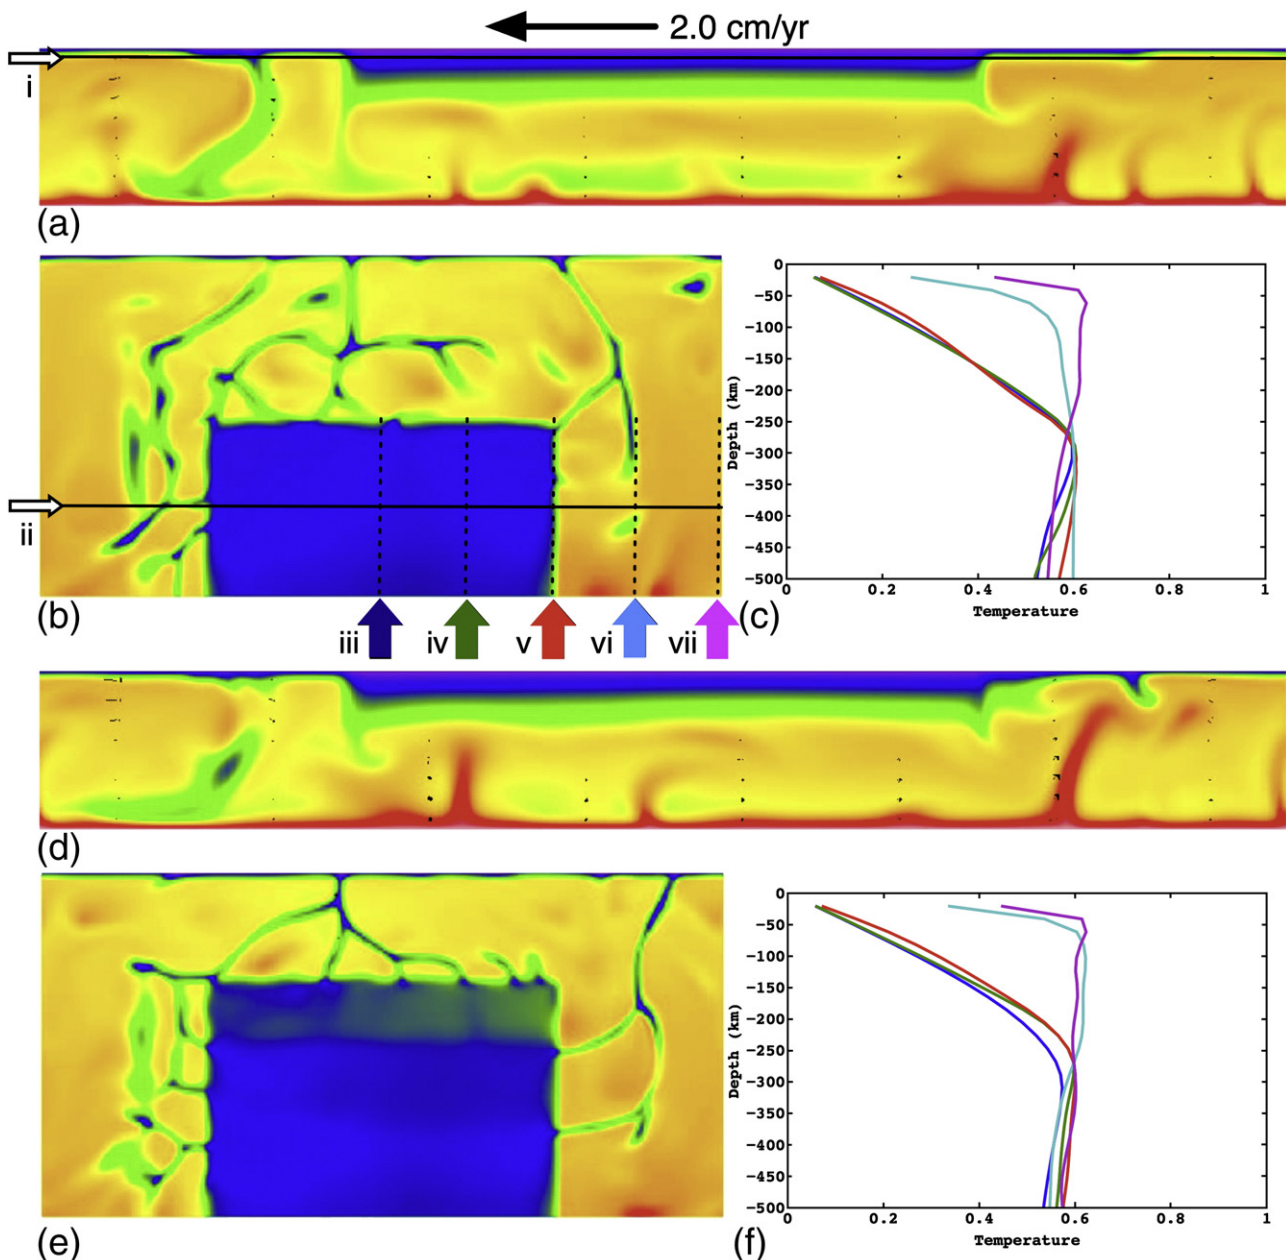 2.0 cm/yr
i
(a)
ii
(b)
iii
iv
v
vi
vii
0
−50
−100
−150
−200
−250
−300
−350
−400
−450
−500
Depth (km)
0
0.2
0.4
0.6
0.8
1
Temperature
(c)
(d)
(e)
0
−50
−100
−150
−200
−250
−300
−350
−400
−450
−500
Depth (km)
0
0.2
0.4
0.6
0.8
1
Temperature
(f)